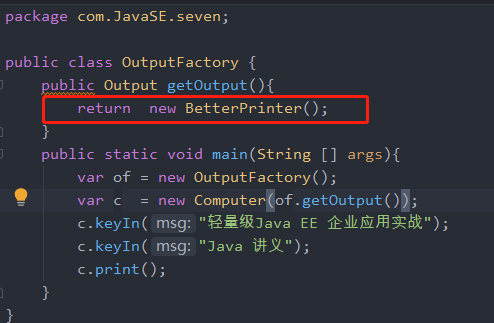 package com.JavaSE.seven;
public class OutputFactory {
public Output getOutput(){
return  new BetterPrinter();
}
public static void main(String [] args){
var of = new OutputFactory();
var c  = new Computer(of.getOutput());
c.keyIn( msg: "轻量级Java EE 企业应用实战");
c.keyIn( msg: "Java 讲义");
c.print();
}
}